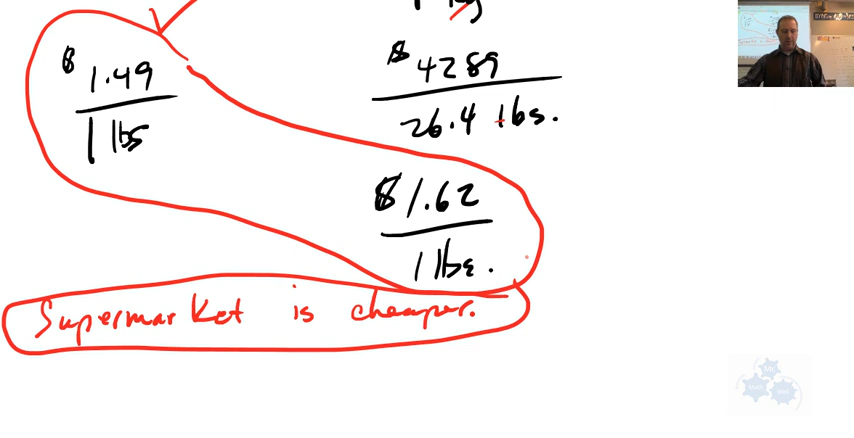 $1.49
1 lbs
$4289
26.4 lbs.
$1.62
1 lbs.
Supermarket is cheaper.